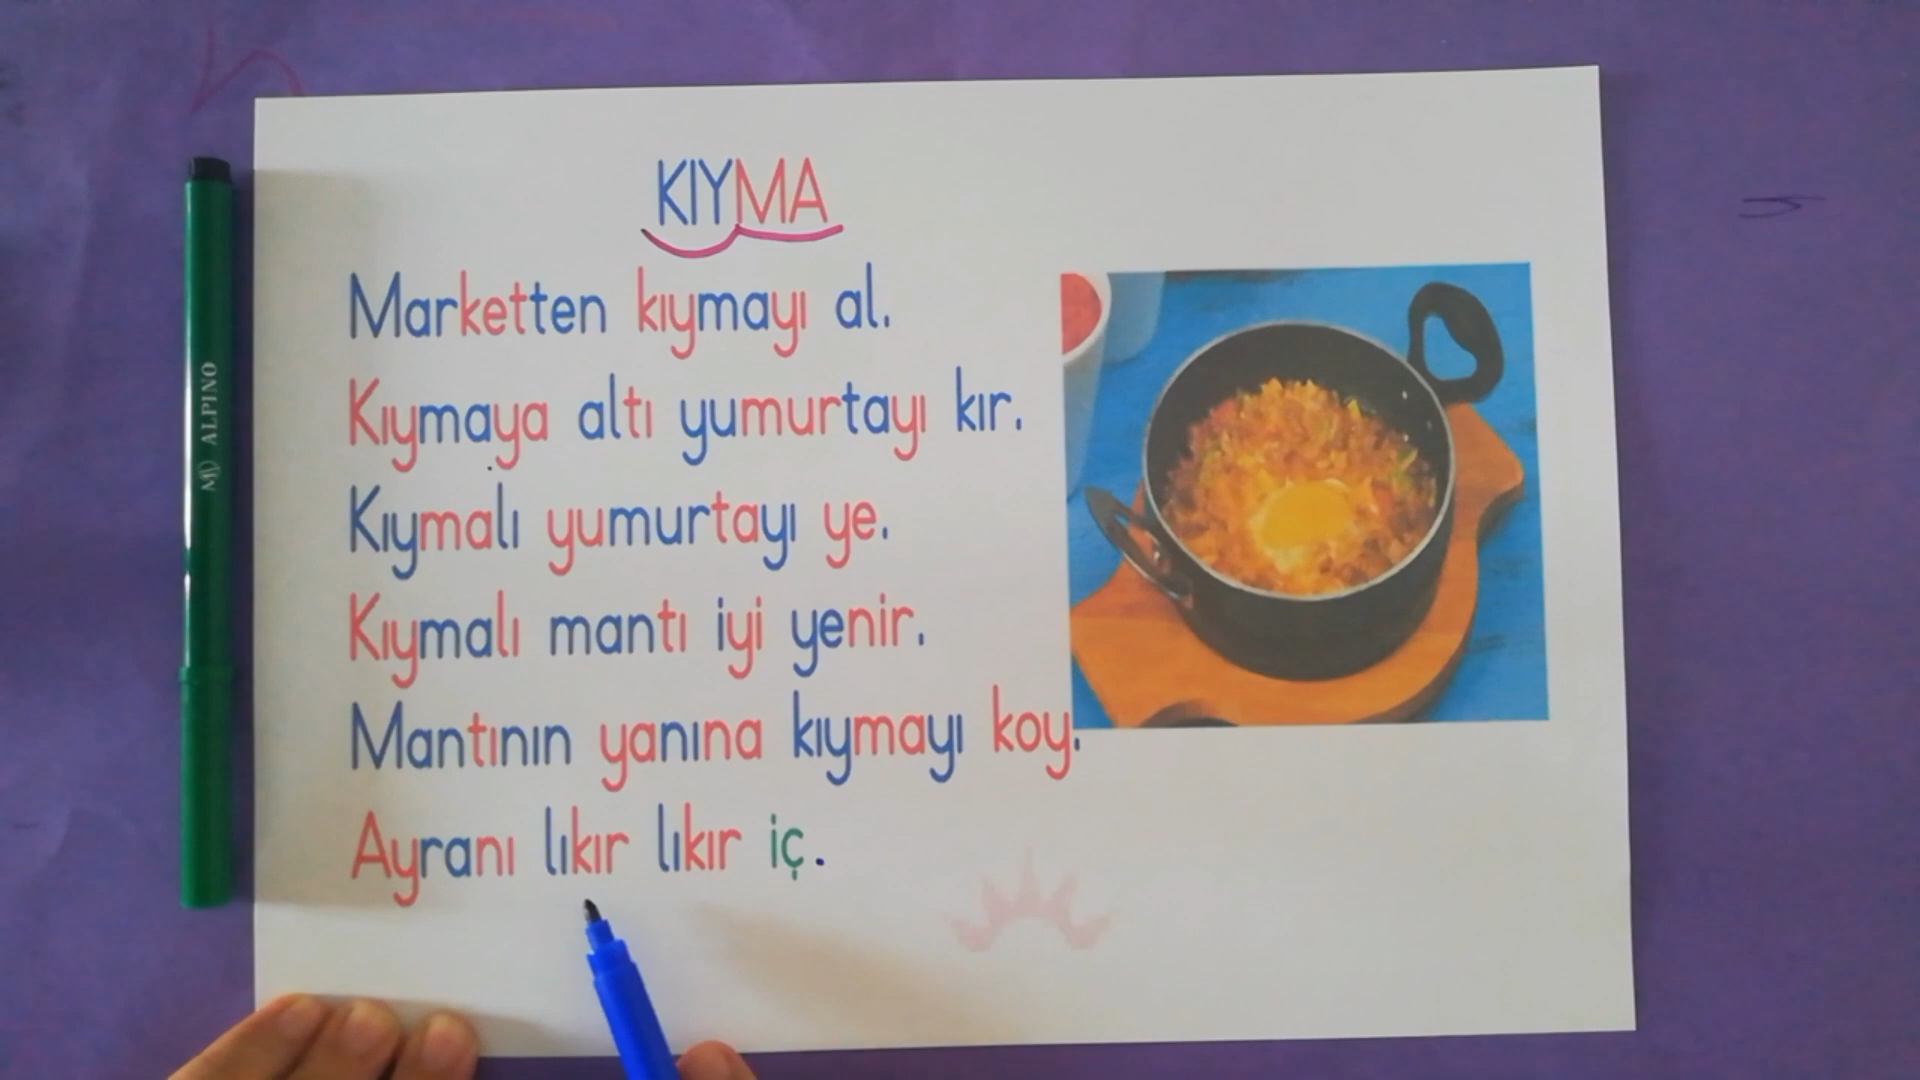 KIYMA
Marketten kıymayı al.
Kıymaya altı yumurtayı kır.
Kıymalı yumurtayı ye.
Kıymalı mantı iyi yenir.
Mantının yanına kıymayı koy.
Ayranı lıkır lıkır iç.
ALPINO